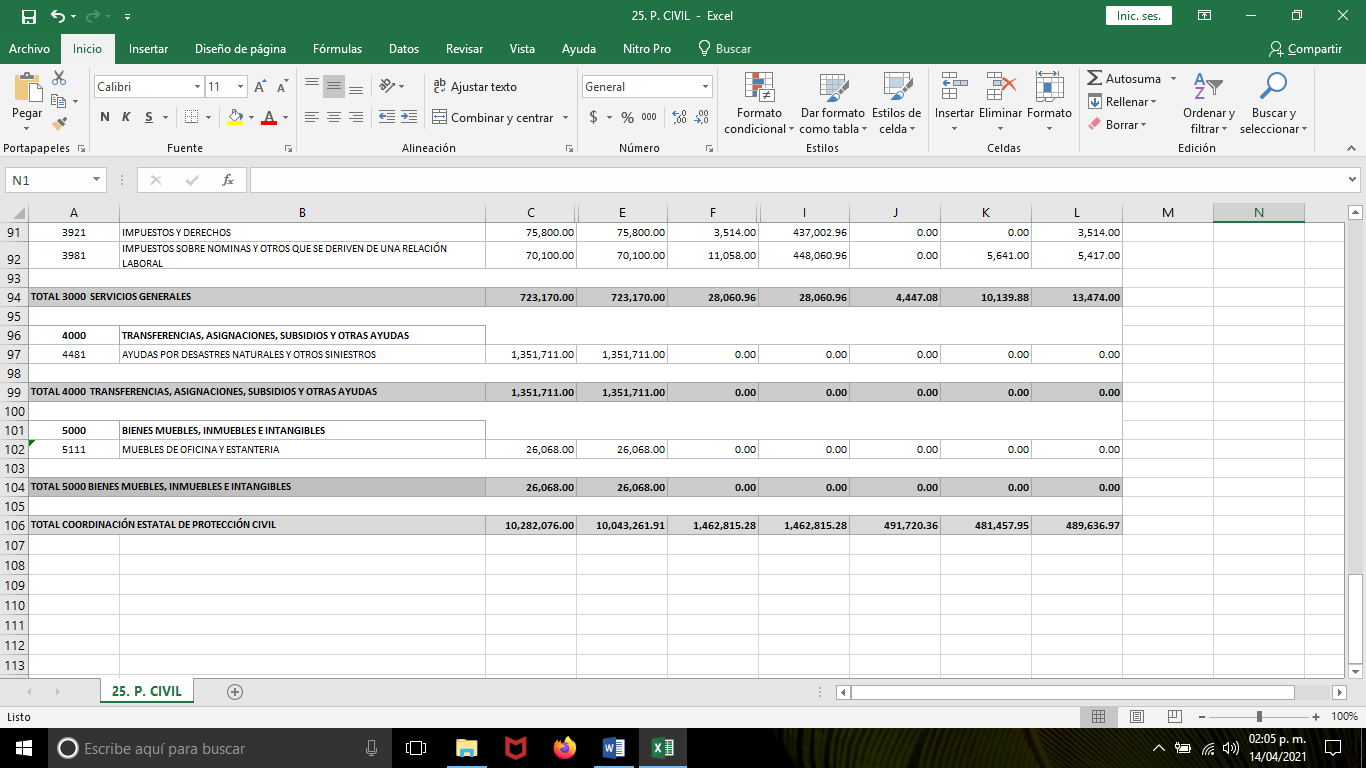 25. P. CIVIL - Excel
Inic. ses.
Archivo Inicio Insertar Diseño de página Fórmulas Datos Revisar Vista Ayuda Nitro Pro Buscar Compartir
Pegar
Calibri 11
N K S
Ajustar texto
Combinar y centrar
General
$ % 000
Formato condicional
Dar formato como tabla
Estilos de celda
Insertar Eliminar Formato
Autosuma
Rellenar
Borrar
Ordenar y filtrar
Buscar y seleccionar
Portapapeles Fuente Alineación Número Estilos Celdas Edición
N1 fx
A B C E F I J K L M N
91 3921 IMPUESTOS Y DERECHOS 75,800.00 75,800.00 3,514.00 437,002.96 0.00 0.00 3,514.00
92 3981 IMPUESTOS SOBRE NOMINAS Y OTROS QUE SE DERIVEN DE UNA RELACIÓN
LABORAL 70,100.00 70,100.00 11,058.00 448,060.96 0.00 5,641.00 5,417.00
93
94 TOTAL 3000 SERVICIOS GENERALES 723,170.00 723,170.00 28,060.96 28,060.96 4,447.08 10,139.88 13,474.00
95
96 4000 TRANSFERENCIAS, ASIGNACIONES, SUBSIDIOS Y OTRAS AYUDAS
97 4481 AYUDAS POR DESASTRES NATURALES Y OTROS SINIESTROS 1,351,711.00 1,351,711.00 0.00 0.00 0.00 0.00 0.00
98
99 TOTAL 4000 TRANSFERENCIAS, ASIGNACIONES, SUBSIDIOS Y OTRAS AYUDAS 1,351,711.00 1,351,711.00 0.00 0.00 0.00 0.00 0.00
100
101 5000 BIENES MUEBLES, INMUEBLES E INTANGIBLES
102 5111 MUEBLES DE OFICINA Y ESTANTERIA 26,068.00 26,068.00 0.00 0.00 0.00 0.00 0.00
103
104 TOTAL 5000 BIENES MUEBLES, INMUEBLES E INTANGIBLES 26,068.00 26,068.00 0.00 0.00 0.00 0.00 0.00
105
106 TOTAL COORDINACIÓN ESTATAL DE PROTECCIÓN CIVIL 10,282,076.00 10,043,261.91 1,462,815.28 1,462,815.28 491,720.36 481,457.95 489,636.97
107
108
109
110
111
112
113
25. P. CIVIL
Listo 100%
Escribe aquí para buscar
02:05 p. m.
14/04/2021